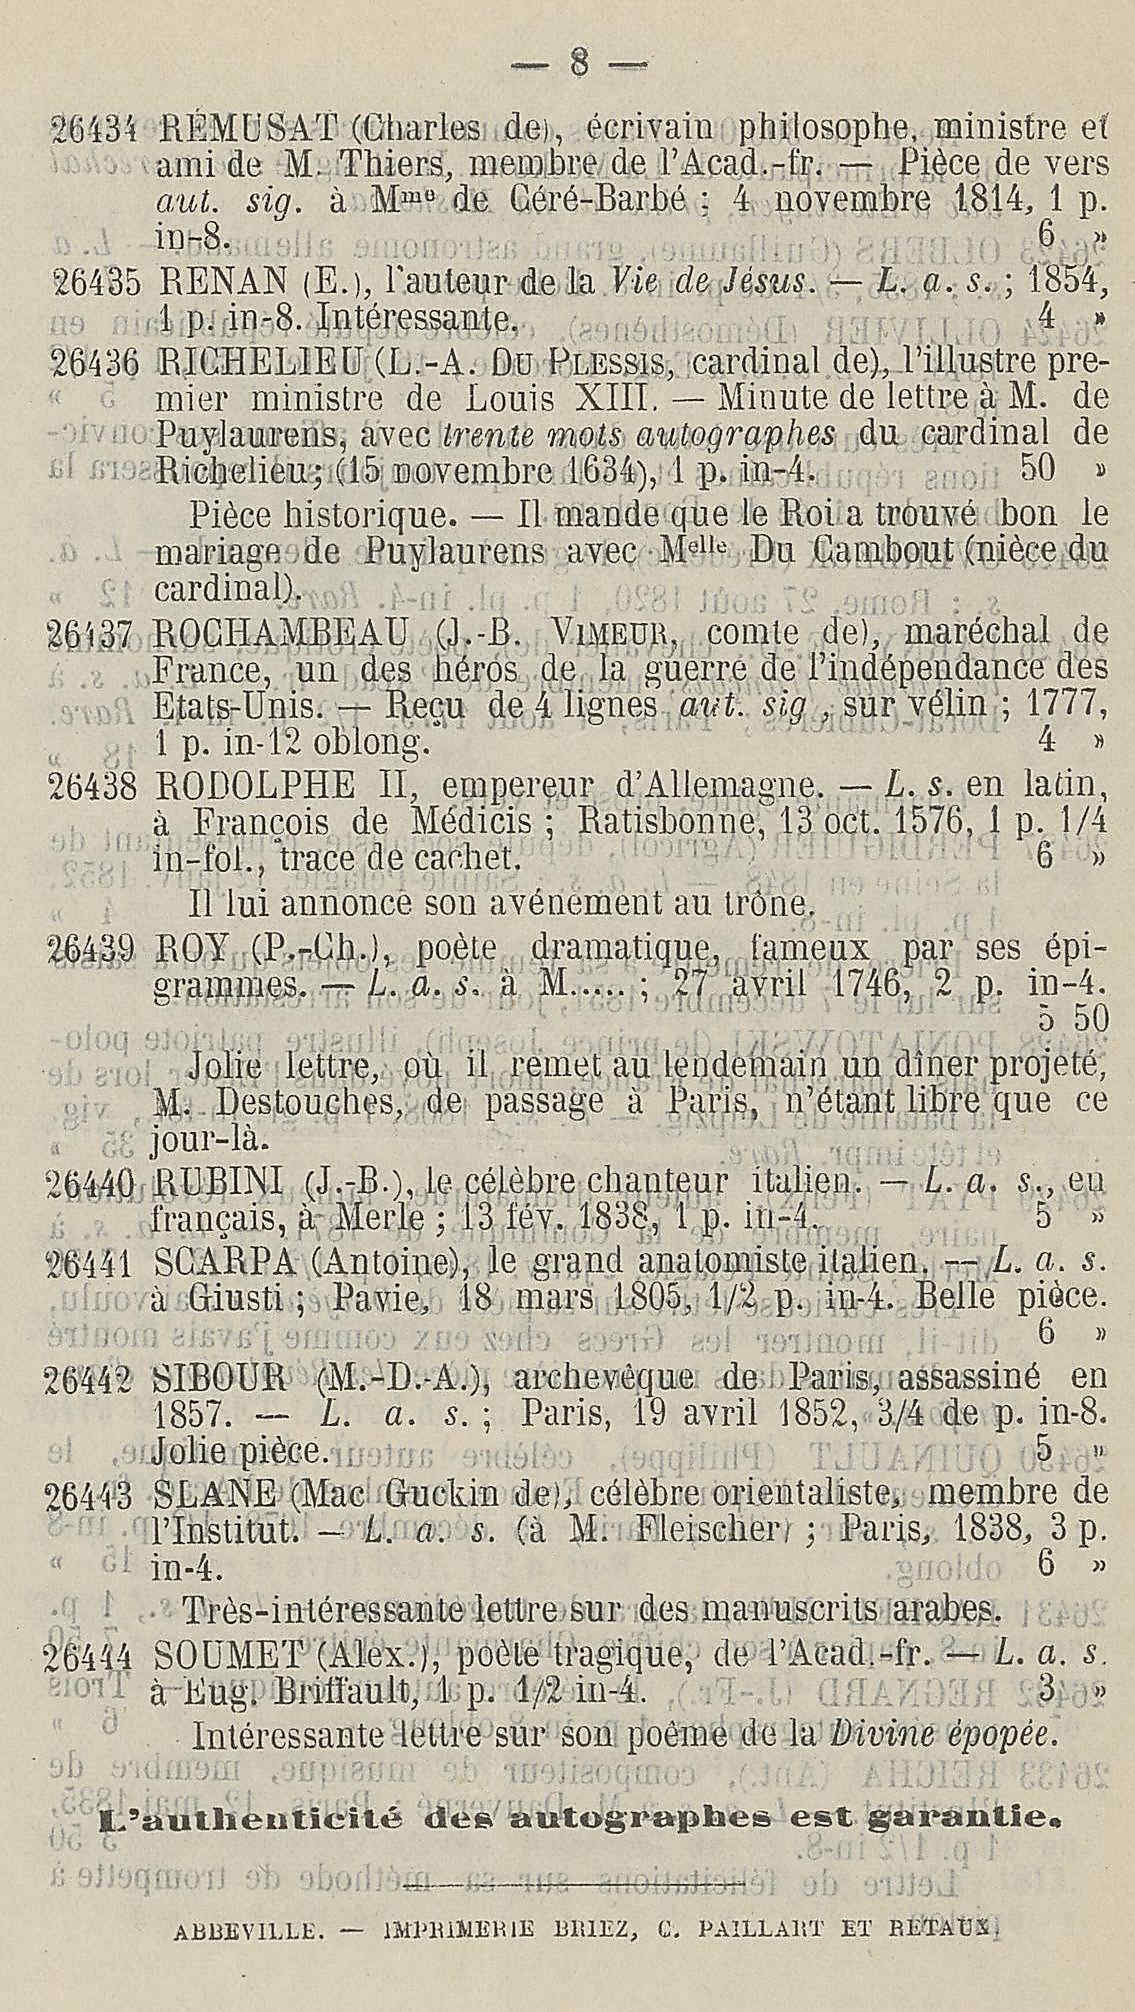 — 8 —
26434 RÉMUSAT (Charles de), écrivain philosophe, ministre et
ami de M. Thiers, membre de l'Acad.-fr. — Pièce de vers
aut. sig. à Mme de Céré-Barbé ; 4 novembre 1814, 1 p.
in-8. 6 »
26435 RENAN (E.), l'auteur de la Vie de Jésus. — L. a. s. ; 1854,
1 p. in-8. Intéressante. 4 »
26436 RICHELIEU (L.-A. DU PLESSIS, cardinal de), l'illustre pre-
mier ministre de Louis XIII. — Minute de lettre à M. de
Puylaurens, avec trente mots autographes du cardinal de
Richelieu ; (15 novembre 1634), 1 p. in-4. 50 »
Pièce historique. — Il mande que le Roi a trouvé bon le
mariage de Puylaurens avec Melle Du Cambout (nièce du
cardinal).
26437 ROCHAMBEAU (J.-B. VIMEUR, comte de), maréchal de
France, un des héros de la guerre de l'indépendance des
Etats-Unis. — Reçu de 4 lignes aut. sig , sur vélin ; 1777,
1 p. in-12 oblong. 4 »
26438 RODOLPHE II, empereur d'Allemagne. — L. s. en latin,
à François de Médicis ; Ratisbonne, 13 oct. 1576, 1 p. 1/4
in-fol., trace de cachet. 6 »
Il lui annonce son avénement au trône.
26439 ROY (P.-Ch.), poète dramatique, fameux par ses épi-
grammes. — L. a. s. à M..... ; 27 avril 1746, 2 p. in-4.
5 50
Jolie lettre, où il remet au lendemain un dîner projeté,
M. Destouches, de passage à Paris, n'étant libre que ce
jour-là.
26440 RUBINI (J.-B.), le célèbre chanteur italien. — L. a. s., en
français, à Merle ; 13 fév. 1838, 1 p. in-4. 5 »
26441 SCARPA (Antoine), le grand anatomiste italien. — L. a. s.
à Giusti ; Pavie, 18 mars 1805, 1/2 p. in-4. Belle pièce.
6 »
26442 SIBOUR (M.-D.-A.), archevêque de Paris, assassiné en
1857. — L. a. s. ; Paris, 19 avril 1852, 3/4 de p. in-8.
Jolie pièce. 5 »
26443 SLANE (Mac Guckin de), célèbre orientaliste, membre de
l'Institut. — L. a. s. (à M. Fleischer) ; Paris, 1838, 3 p.
in-4. 6 »
Très-intéressante lettre sur des manuscrits arabes.
26444 SOUMET (Alex.), poète tragique, de l'Acad.-fr. — L. a. s.
à Eug. Briffault, 1 p. 1/2 in-4. 3 »
Intéressante lettre sur son poême de la Divine épopée.
L'authenticité des autographes est garantie.
ABBEVILLE. — IMPRIMERIE BRIEZ, C. PAILLART ET RETAUX.